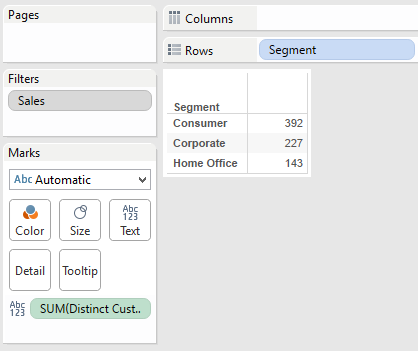 Pages
Columns
Rows
Segment
Filters
Sales
Segment
Consumer 392
Corporate 227
Home Office 143
Marks
Abc Automatic
Color
Size
Abc
123
Text
Detail
Tooltip
Abc
123
SUM(Distinct Cust..